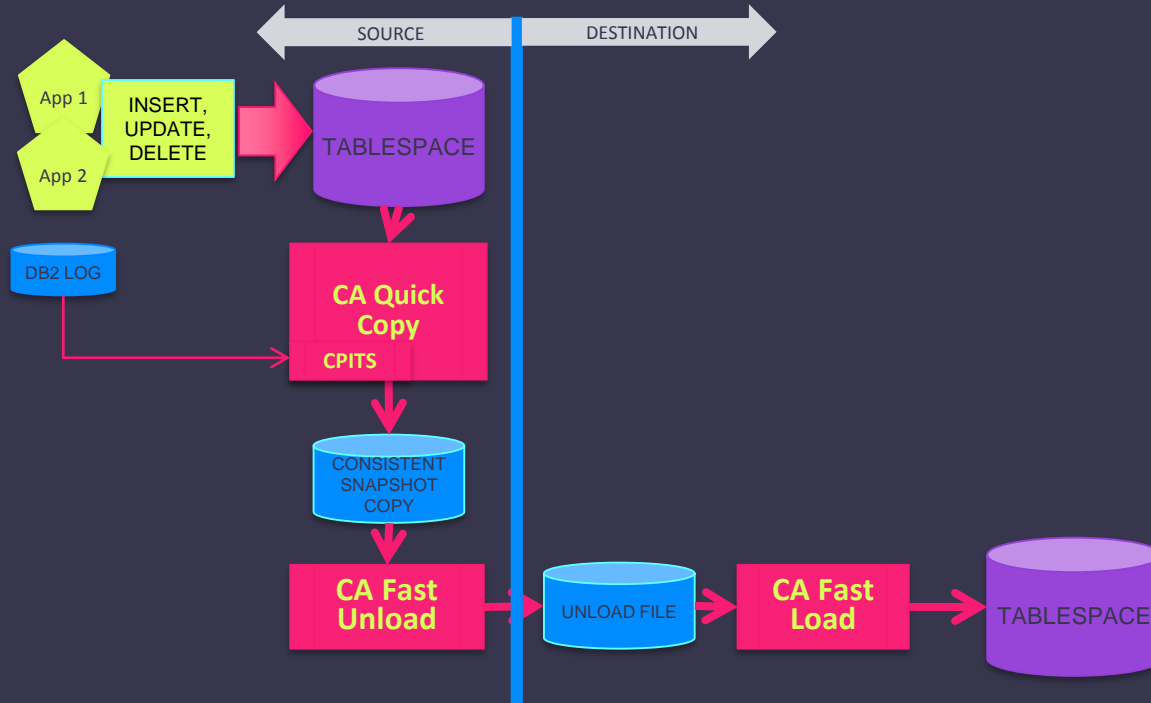 SOURCE
DESTINATION
App 1
App 2
INSERT,
UPDATE,
DELETE
TABLESPACE
DB2 LOG
CA Quick
Copy
CPITS
CONSISTENT
SNAPSHOT
COPY
CA Fast
Unload
UNLOAD FILE
CA Fast
Load
TABLESPACE